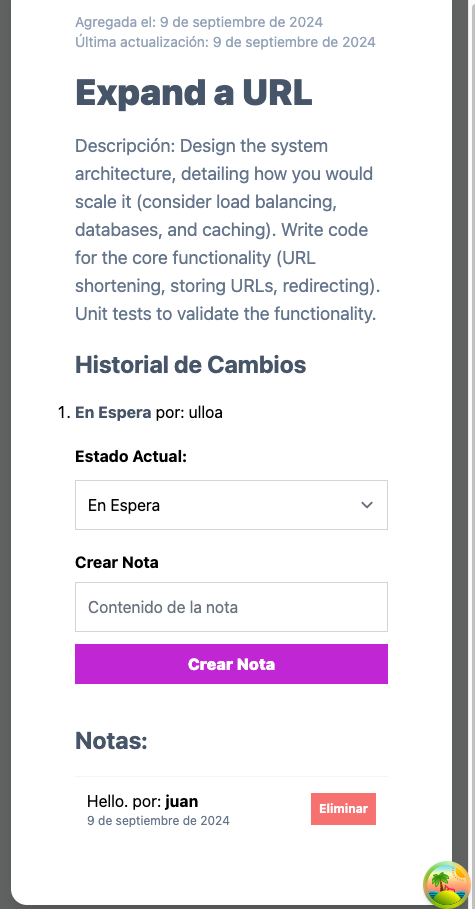 Agregada el: 9 de septiembre de 2024
Última actualización: 9 de septiembre de 2024
Expand a URL
Descripción: Design the system
architecture, detailing how you would
scale it (consider load balancing,
databases, and caching). Write code
for the core functionality (URL
shortening, storing URLs, redirecting).
Unit tests to validate the functionality.
Historial de Cambios
1. En Espera por: ulloa
Estado Actual:
En Espera
Crear Nota
Contenido de la nota
Crear Nota
Notas:
Hello. por: juan
Eliminar
9 de septiembre de 2024